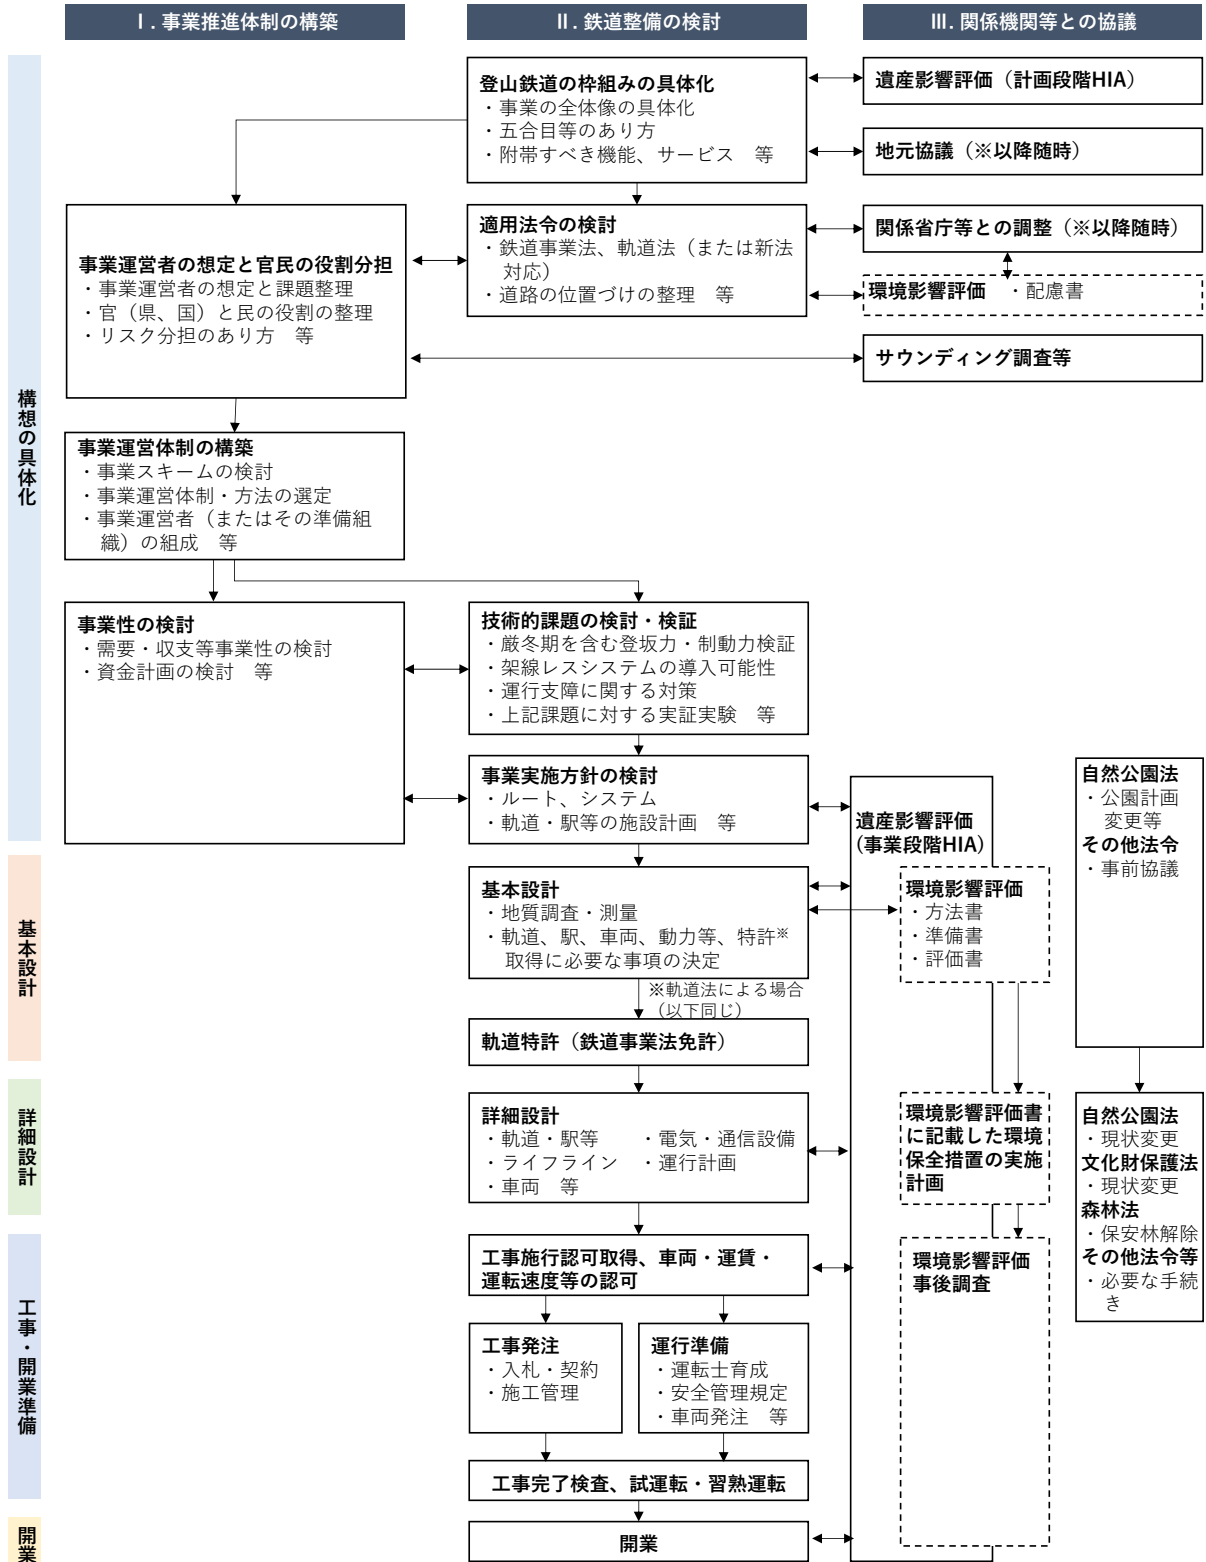 Ⅰ. 事業推進体制の構築
Ⅱ. 鉄道整備の検討
Ⅲ. 関係機関等との協議
構想の具体化
登山鉄道の枠組みの具体化
・事業の全体像の具体化
・五合目等のあり方
・附帯すべき機能、サービス　等
遺産影響評価（計画段階HIA）
地元協議（※以降随時）
事業運営者の想定と官民の役割分担
・事業運営者の想定と課題整理
・官（県、国）と民の役割の整理
・リスク分担のあり方　等
適用法令の検討
・鉄道事業法、軌道法（または新法
対応）
・道路の位置づけの整理　等
関係省庁等との調整（※以降随時）
環境影響評価　・配慮書
サウンディング調査等
事業運営体制の構築
・事業スキームの検討
・事業運営体制・方法の選定
・事業運営者（またはその準備組
織）の組成　等
事業性の検討
・需要・収支等事業性の検討
・資金計画の検討　等
技術的課題の検討・検証
・厳冬期を含む登坂力・制動力検証
・架線レスシステムの導入可能性
・運行支障に関する対策
・上記課題に対する実証実験　等
事業実施方針の検討
・ルート、システム
・軌道・駅等の施設計画　等
遺産影響評価
(事業段階HIA)
自然公園法
・公園計画
変更等
その他法令
・事前協議
基本設計
基本設計
・地質調査・測量
・軌道、駅、車両、動力等、特許※
取得に必要な事項の決定
※軌道法による場合
（以下同じ）
環境影響評価
・方法書
・準備書
・評価書
軌道特許（鉄道事業法免許）
詳細設計
詳細設計
・軌道・駅等　　・電気・通信設備
・ライフライン　・運行計画
・車両　等
環境影響評価書
に記載した環境
保全措置の実施
計画
自然公園法
・現状変更
文化財保護法
・現状変更
森林法
・保安林解除
その他法令等
・必要な手続
き
工事・開業準備
工事施行認可取得、車両・運賃・
運転速度等の認可
環境影響評価
事後調査
工事発注
・入札・契約
・施工管理
運行準備
・運転士育成
・安全管理規定
・車両発注　等
工事完了検査、試運転・習熟運転
開業
開業